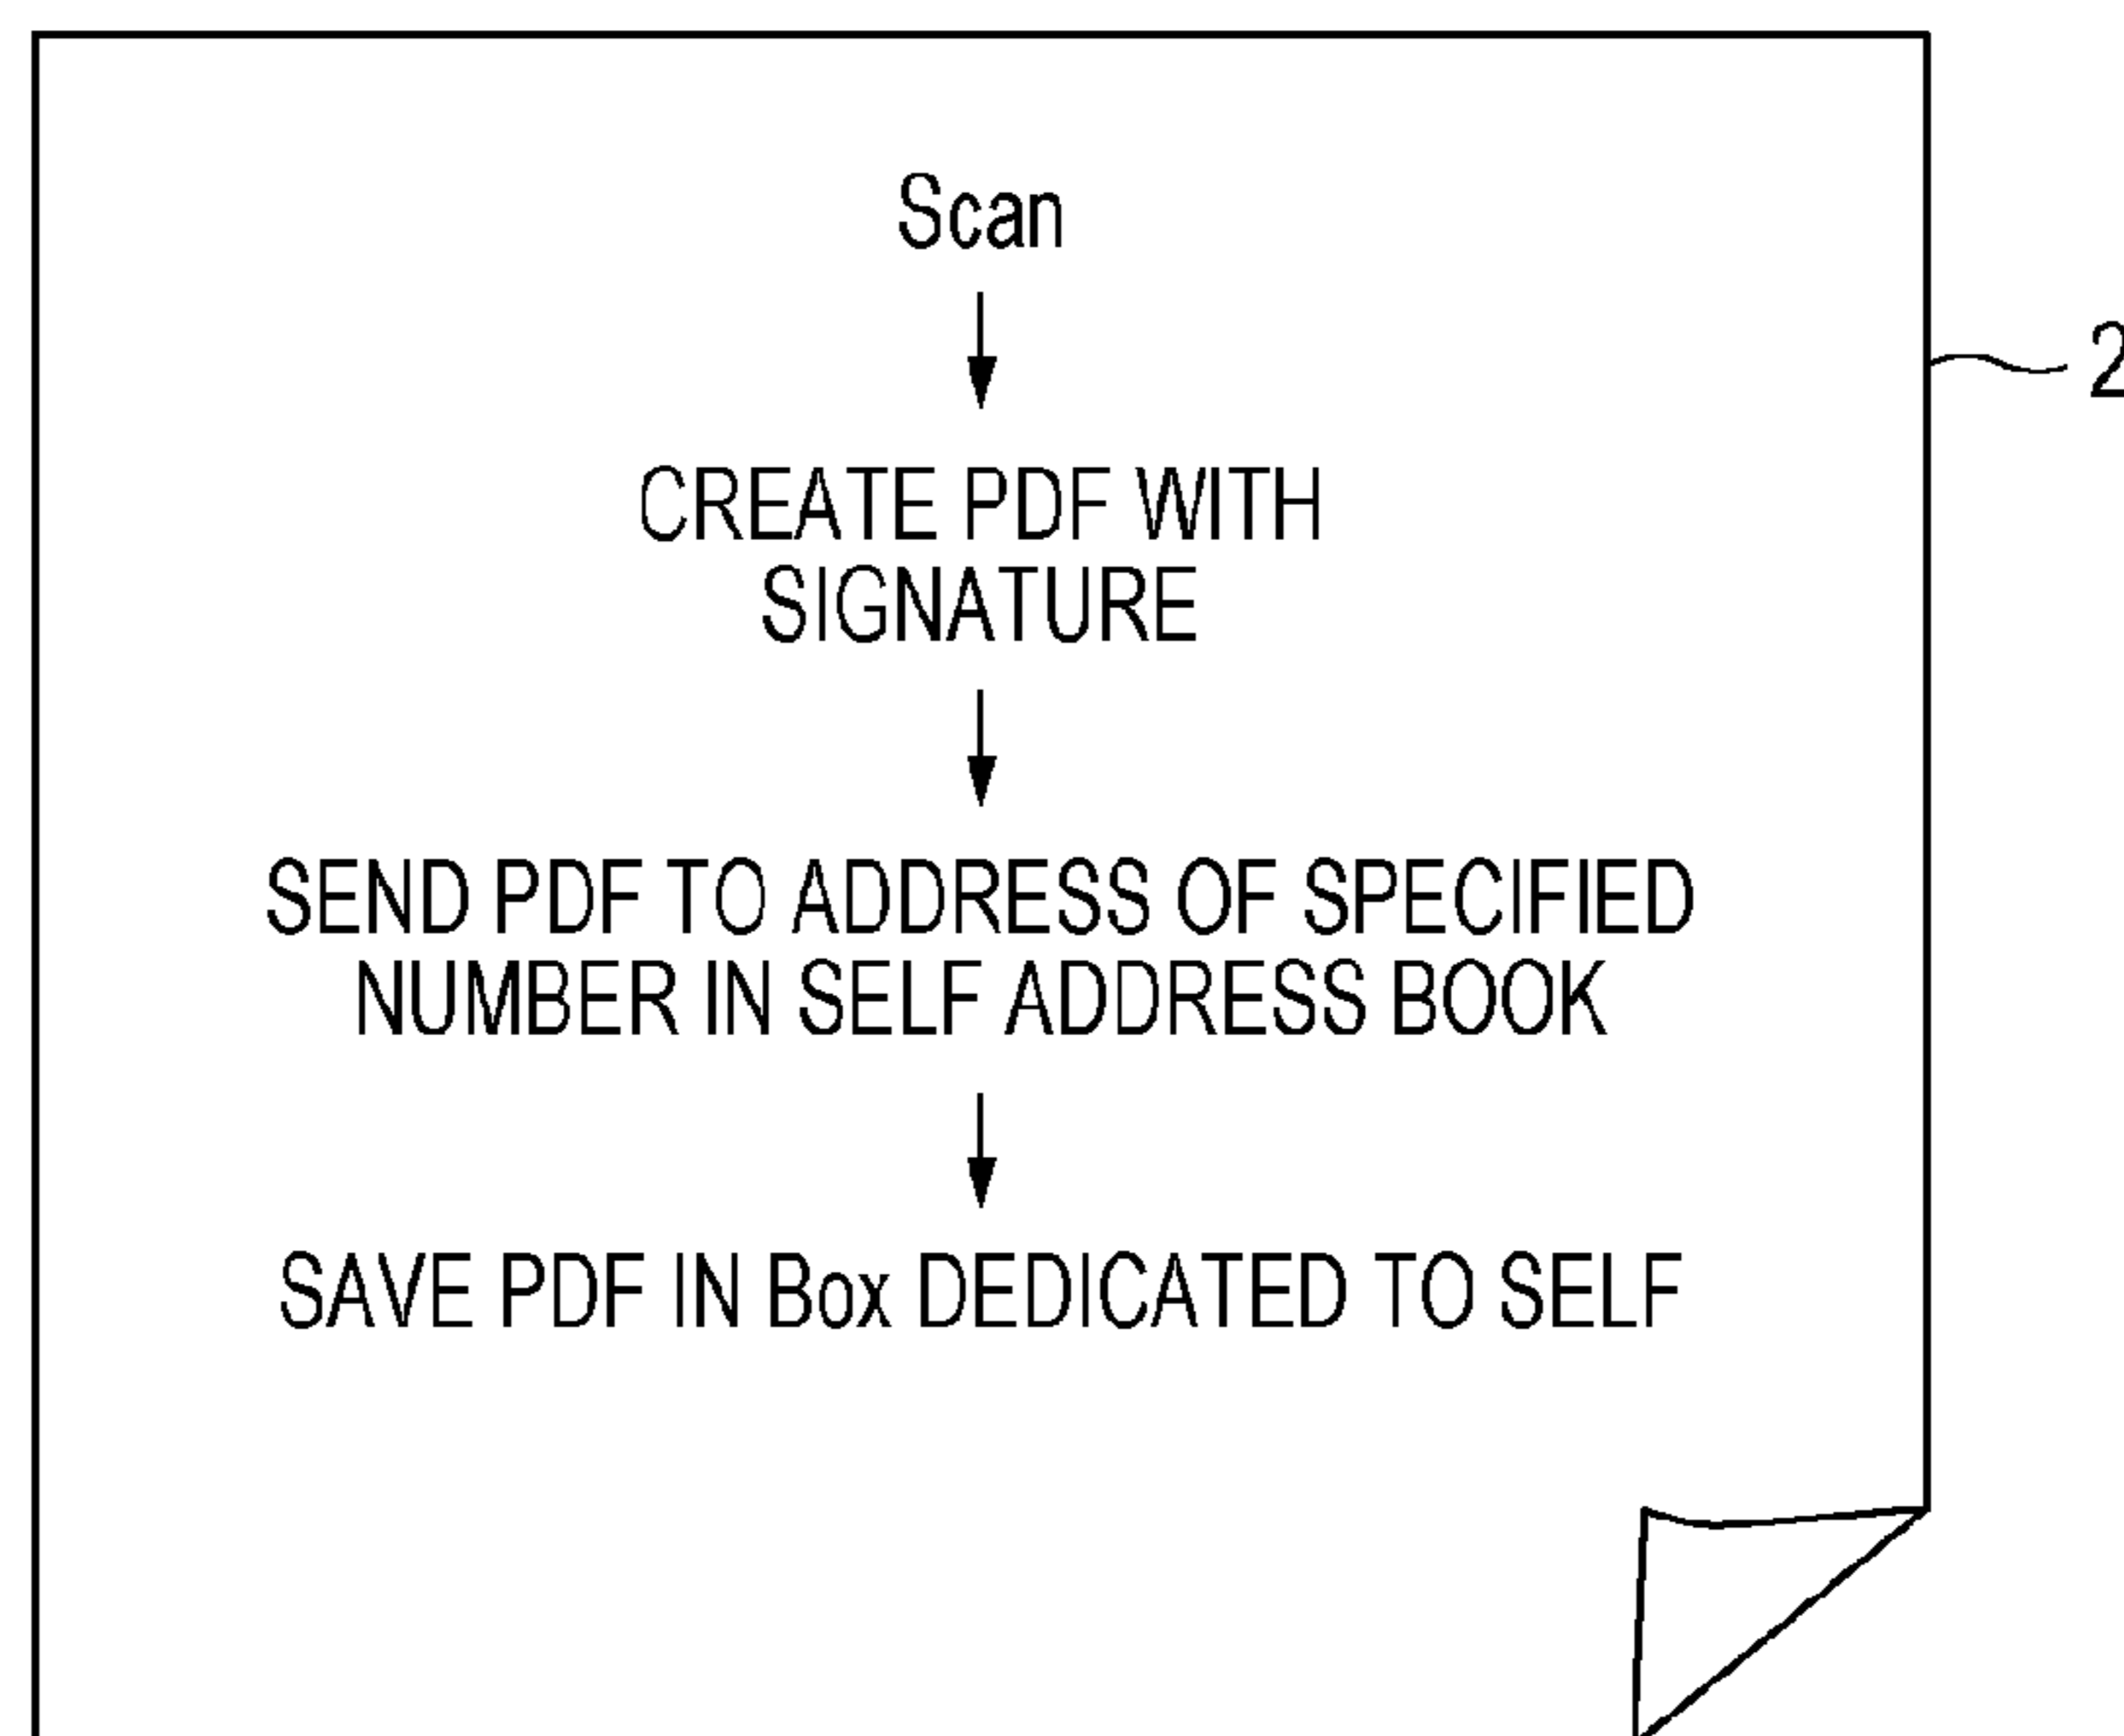 Scan
CREATE PDF WITH
SIGNATURE
SEND PDF TO ADDRESS OF SPECIFIED
NUMBER IN SELF ADDRESS BOOK
SAVE PDF IN Box DEDICATED TO SELF